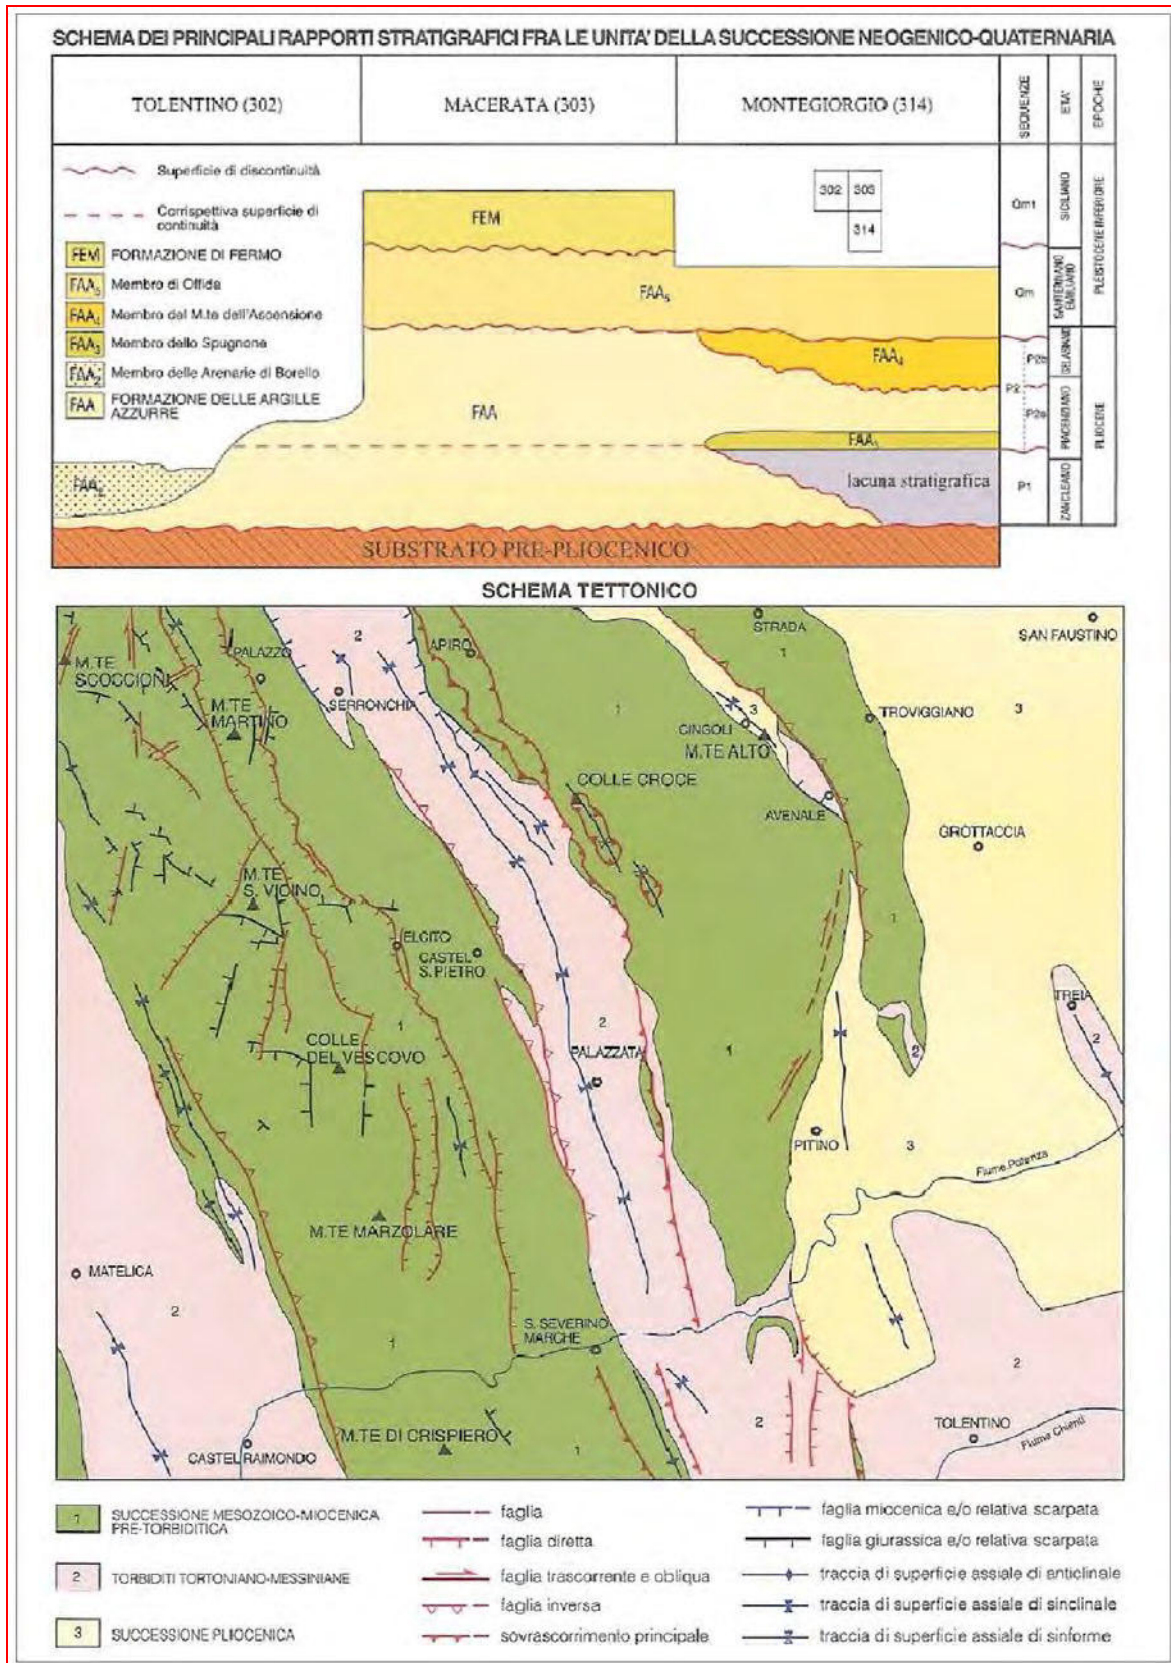 SCHEMA DEI PRINCIPALI RAPPORTI STRATIGRAFICI FRA LE UNITA' DELLA SUCCESSIONE NEOGENICO-QUATERNARIA
TOLENTINO (302)
MACERATA (303)
MONTEGIORGIO (314)
SEQUENZE
ETA'
EPOCHE
Superficie di discontinuità
Corrispettiva superficie di
continuità
FEM FORMAZIONE DI FERMO
FAA5 Membro di Offida
FAA4 Membro del M.te dell'Ascensione
FAA3 Membro dello Spugnone
FAA2 Membro delle Arenarie di Borello
FAA FORMAZIONE DELLE ARGILLE
AZZURRE
302 303
314
FEM
FAA5
FAA4
FAA
FAA3
FAA2
lacuna stratigrafica
Qm1
Qm
P2b
P2
P2a
P1
SICILIANO
SANTERNIANO
EMILIANO
GELASIANO
PIACENZIANO
ZANCLEANO
PLEISTOCENE INFERIORE
PLIOCENE
SUBSTRATO PRE-PLIOCENICO
SCHEMA TETTONICO
M.TE
SCOCCIONI
PALAZZO
2
SERRONCHIA
APIRO
STRADA
1
SAN FAUSTINO
M.TE
MARTINO
1
3
CINGOLI
M.TE ALTO
TROVIGGIANO
3
COLLE CROCE
AVENALE
GROTTACCIA
M.TE
S. VICINO
ELCITO
CASTEL
S. PIETRO
1
TREIA
2
1
COLLE
DEL VESCOVO
2
PALAZZATA
1
2
PITINO
3
Fiume Potenza
M.TE MARZOLARE
MATELICA
2
1
S. SEVERINO
MARCHE
2
CASTELRAIMONDO
M.TE DI CRISPIERO
1
2
TOLENTINO
Fiume Chienti
1 SUCCESSIONE MESOZOICO-MIOCENICA
PRE-TORBIDITICA
2 TORBIDITI TORTONIANO-MESSINIANE
3 SUCCESSIONE PLIOCENICA
faglia
faglia diretta
faglia trascorrente e obliqua
faglia inversa
sovrascorrimento principale
faglia miocenica e/o relativa scarpata
faglia giurassica e/o relativa scarpata
traccia di superficie assiale di anticlinale
traccia di superficie assiale di sinclinale
traccia di superficie assiale di sinforme